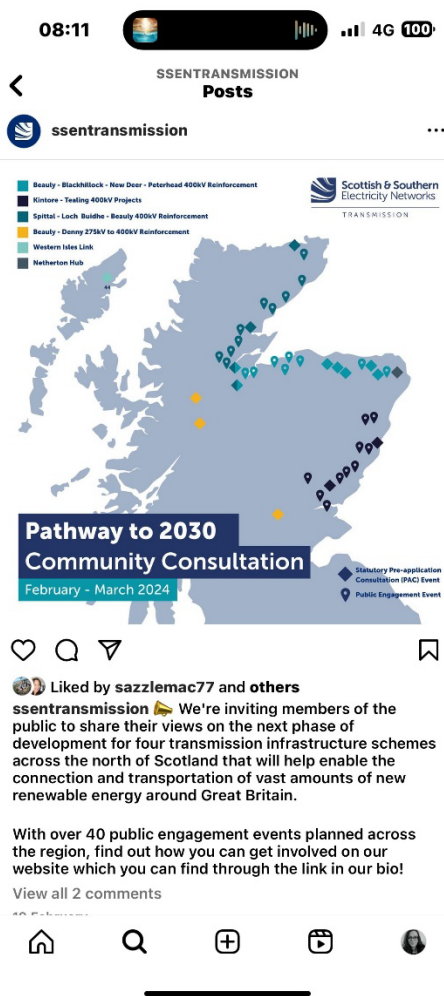 08:11
4G 100
SSENTRANSMISSION
Posts
ssentransmission
Beauly - Blackhillock - New Deer - Peterhead 400kV Reinforcement
Kintore - Tealing 400kV Projects
Spittal - Loch Buidhe - Beauly 400kV Reinforcement
Beauly - Denny 275kV to 400kV Reinforcement
Western Isles Link
Netherton Hub
Scottish & Southern
Electricity Networks
TRANSMISSION
Pathway to 2030
Community Consultation
February - March 2024
Statutory Pre-application
Consultation (PAC) Event
Public Engagement Event
Liked by sazzlemac77 and others
ssentransmission 📣 We're inviting members of the
public to share their views on the next phase of
development for four transmission infrastructure schemes
across the north of Scotland that will help enable the
connection and transportation of vast amounts of new
renewable energy around Great Britain.
With over 40 public engagement events planned across
the region, find out how you can get involved on our
website which you can find through the link in our bio!
View all 2 comments